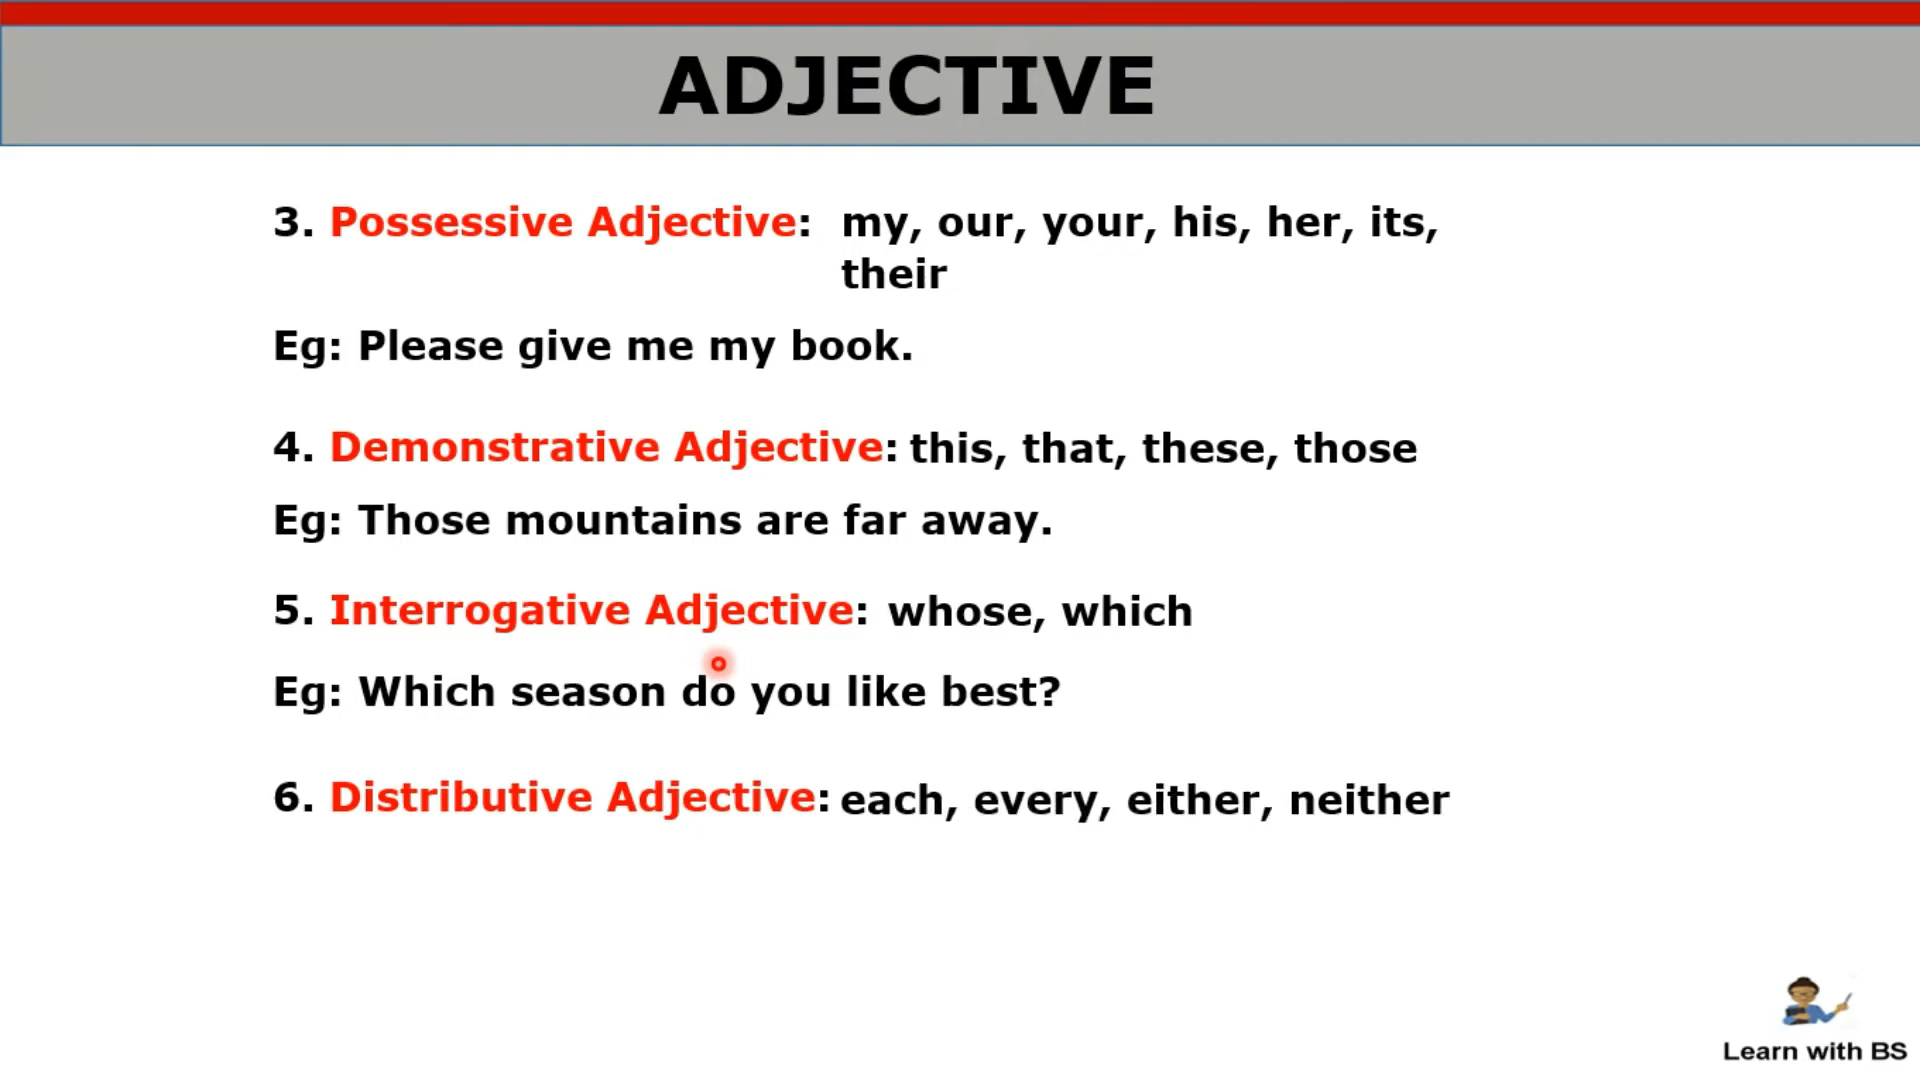 ADJECTIVE
3. Possessive Adjective: my, our, your, his, her, its,
their
Eg: Please give me my book.
4. Demonstrative Adjective: this, that, these, those
Eg: Those mountains are far away.
5. Interrogative Adjective: whose, which
Eg: Which season do you like best?
6. Distributive Adjective: each, every, either, neither
Learn with BS